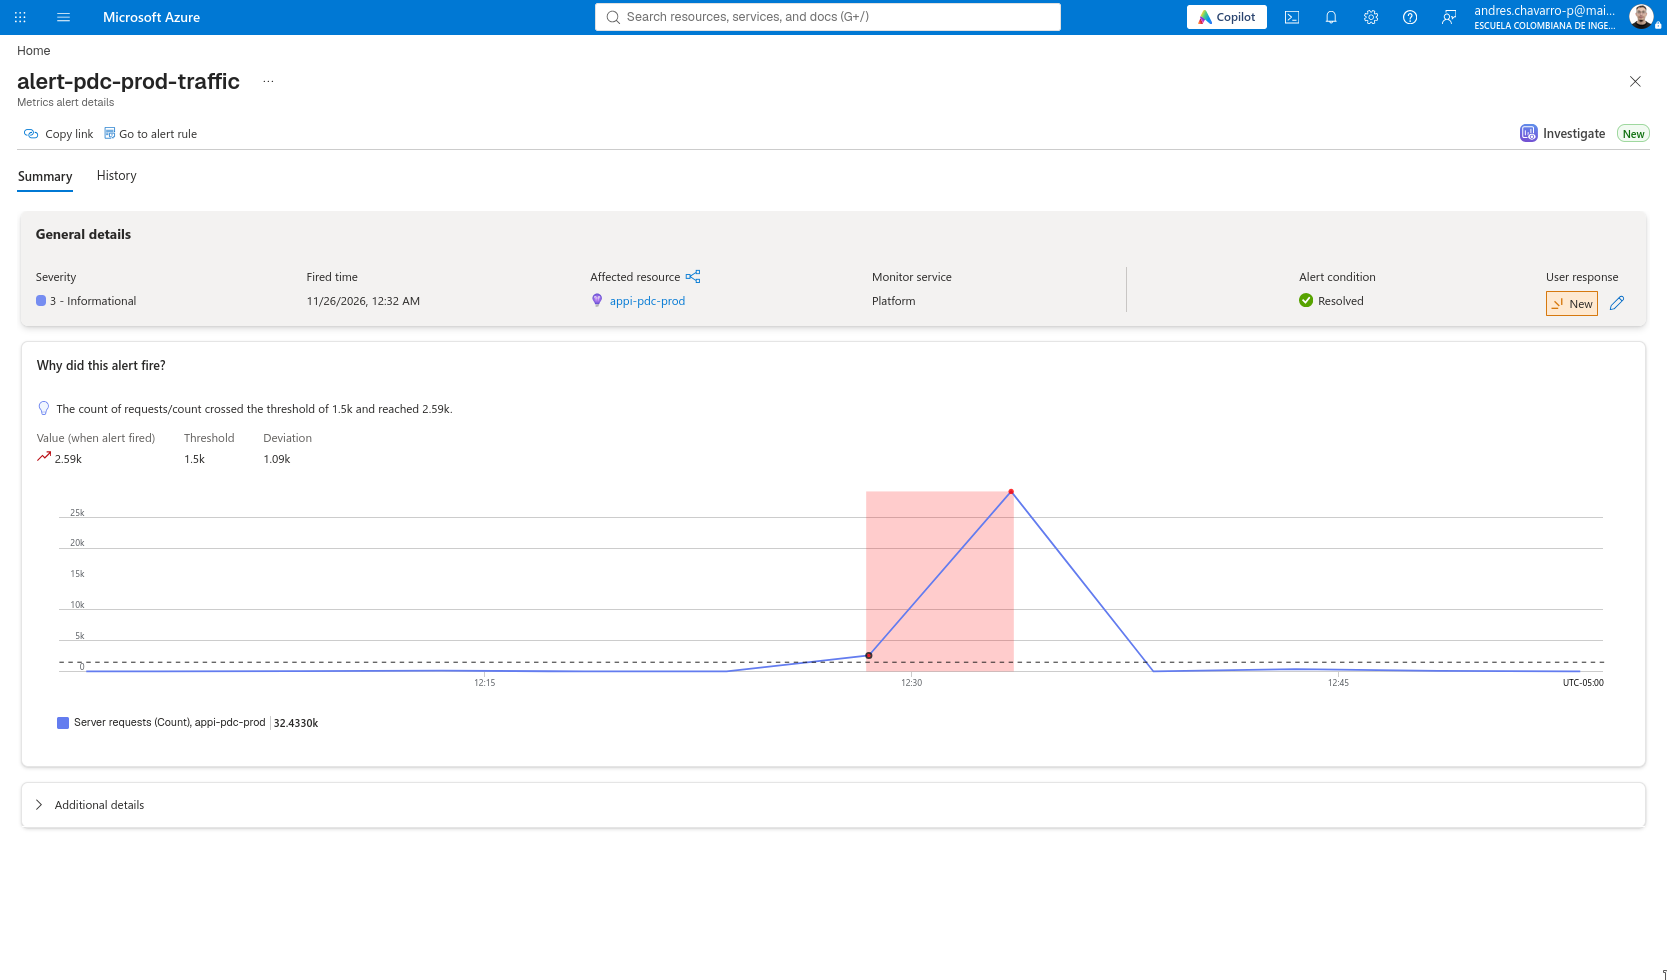 Microsoft Azure
Search resources, services, and docs (G+/)
Copilot
andres.chavarro-p@mai...
ESCUELA COLOMBIANA DE INGE...
Home
alert-pdc-prod-traffic ...
Metrics alert details
Copy link
Go to alert rule
Investigate
New
Summary
History
General details
Severity
3 - Informational
Fired time
11/26/2026, 12:32 AM
Affected resource
appi-pdc-prod
Monitor service
Platform
Alert condition
Resolved
User response
New
Why did this alert fire?
The count of requests/count crossed the threshold of 1.5k and reached 2.59k.
Value (when alert fired)
2.59k
Threshold
1.5k
Deviation
1.09k
25k
20k
15k
10k
5k
0
12:15
12:30
12:45
UTC-05:00
Server requests (Count), appi-pdc-prod | 32.4330k
Additional details